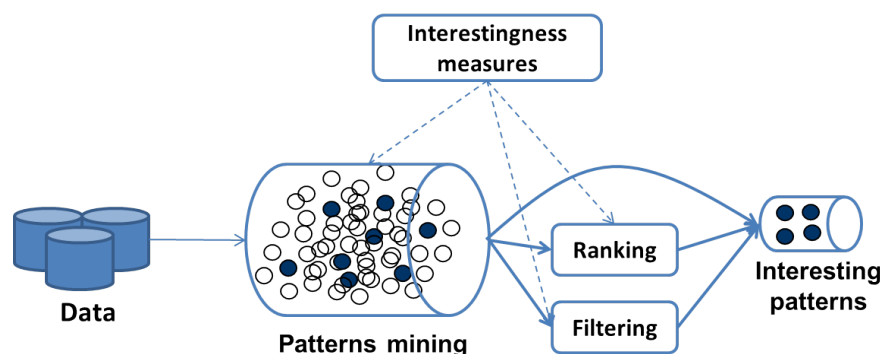 Interestingness
measures
Data
Patterns mining
Ranking
Filtering
Interesting
patterns